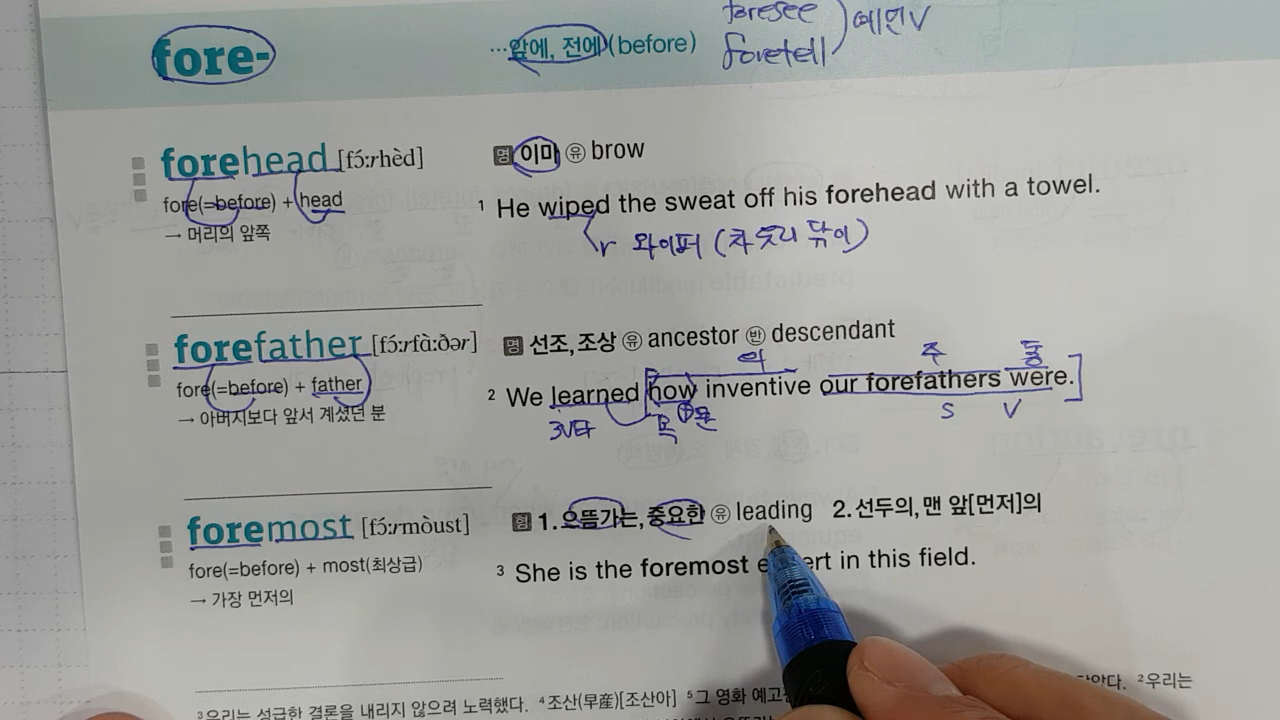 foresee
foretell ) 예언V
fore- …앞에, 전에(before)
forehead [fɔ́ːrhèd] 명 이마 유 brow
fore(=before) + head
→ 머리의 앞쪽
1 He wiped the sweat off his forehead with a towel.
r 와이퍼 (차 윳리 닦이)
forefather [fɔ́ːrfàːðər] 명 선조, 조상 유 ancestor 반 descendant
fore(=before) + father
→ 아버지보다 앞서 계셨던 분
주 동
2 We learned how inventive our forefathers were.
3V타 목 S V
foremost [fɔ́ːrmòust] 형 1. 으뜸가는, 중요한 유 leading 2. 선두의, 맨 앞[먼저]의
fore(=before) + most(최상급)
→ 가장 먼저의
3 She is the foremost in this field.
2우리는
3우리는 성급한 결론을 내리지 않으려 노력했다. 4조산(早産)[조산아] 5그 영화 예고